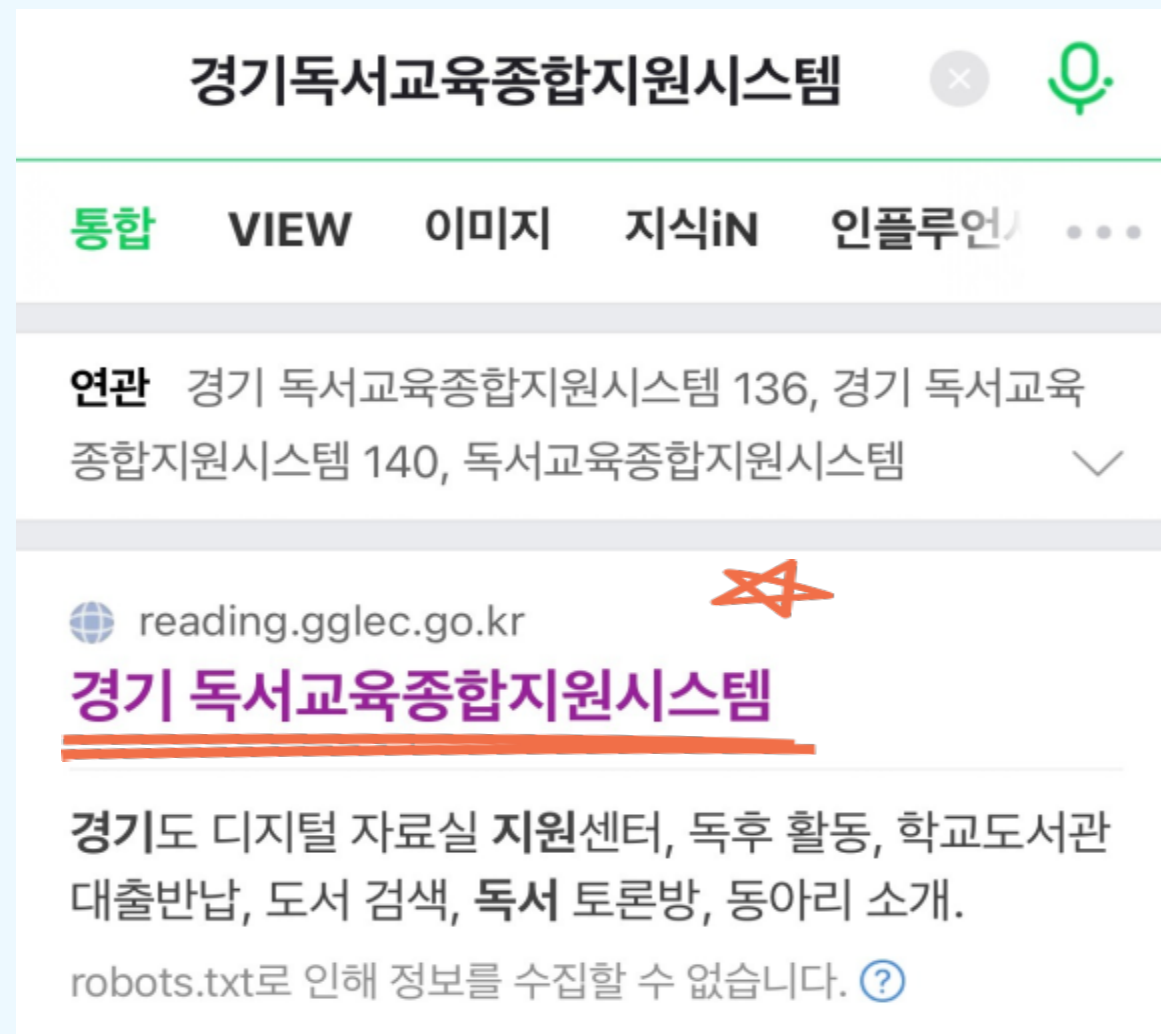 경기독서교육종합지원시스템
통합 VIEW 이미지 지식iN 인플루언
연관 경기 독서교육종합지원시스템 136, 경기 독서교육
종합지원시스템 140, 독서교육종합지원시스템
reading.gglec.go.kr
경기 독서교육종합지원시스템
경기도 디지털 자료실 지원센터, 독후 활동, 학교도서관
대출반납, 도서 검색, 독서 토론방, 동아리 소개.
robots.txt로 인해 정보를 수집할 수 없습니다. ?